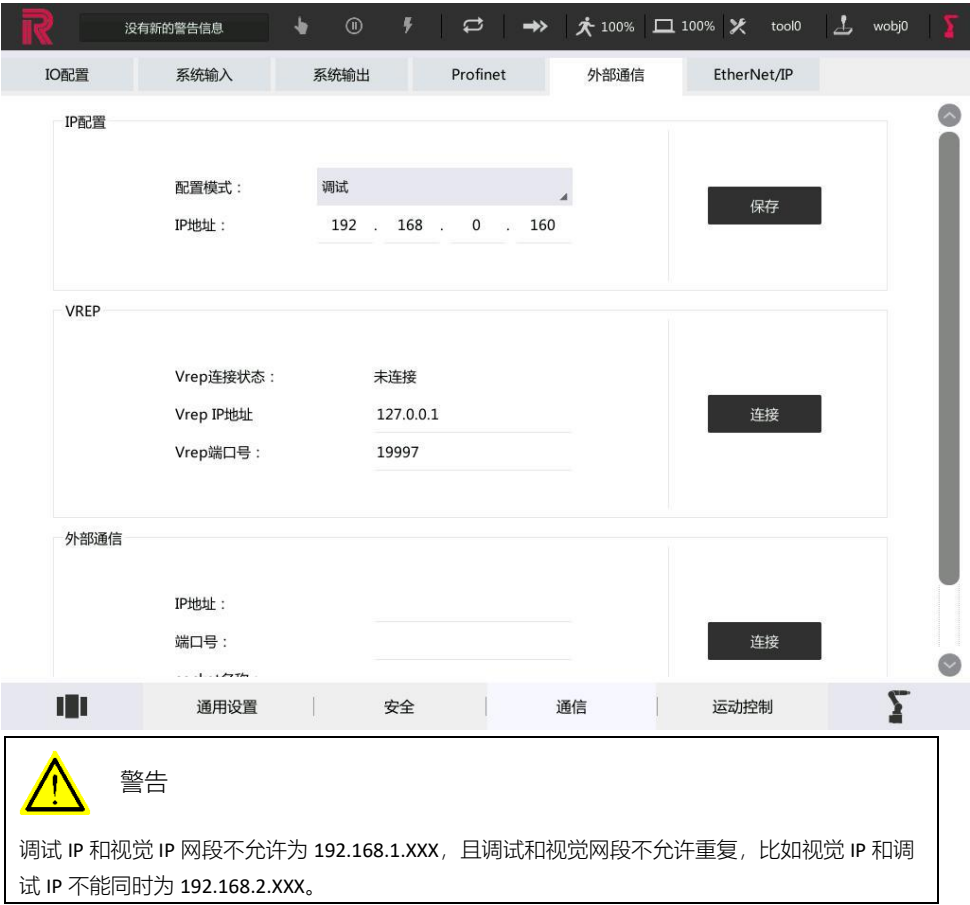 没有新的警告信息 100% 100% tool0 wobj0
IO配置 系统输入 系统输出 Profinet 外部通信 EtherNet/IP
IP配置
配置模式： 调试
保存
IP地址： 192 . 168 . 0 . 160
VREP
Vrep连接状态： 未连接
Vrep IP地址 127.0.0.1
连接
Vrep端口号： 19997
外部通信
IP地址：
端口号：
连接
通用设置 安全 通信 运动控制
警告
调试 IP 和视觉 IP 网段不允许为 192.168.1.XXX，且调试和视觉网段不允许重复，比如视觉 IP 和调
试 IP 不能同时为 192.168.2.XXX。